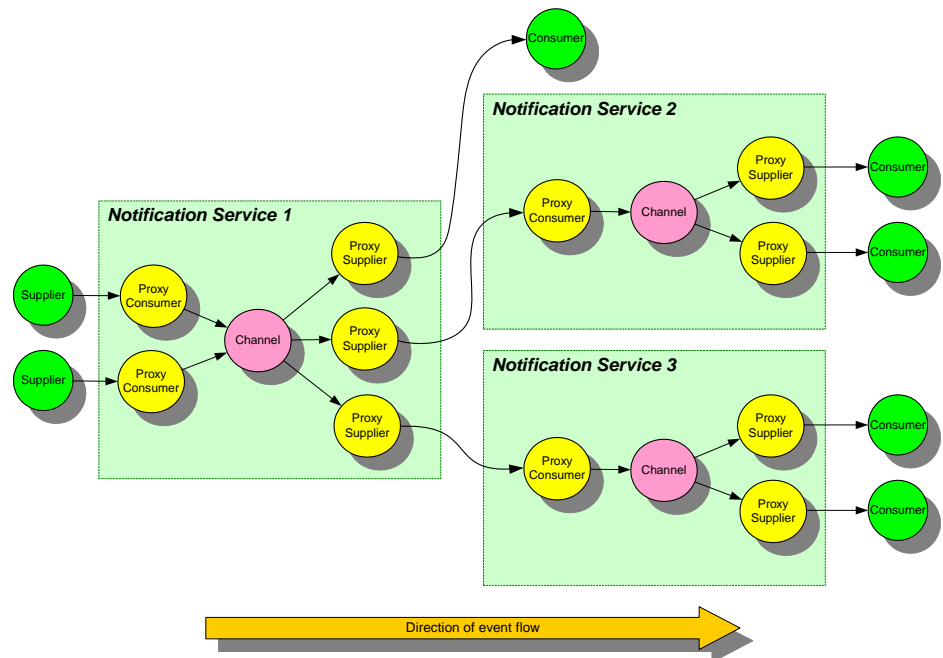 Consumer
Notification Service 2
Proxy
Supplier
Consumer
Proxy
Consumer
Channel
Proxy
Supplier
Consumer
Notification Service 1
Proxy
Supplier
Supplier
Proxy
Consumer
Channel
Proxy
Supplier
Supplier
Proxy
Consumer
Proxy
Supplier
Notification Service 3
Proxy
Supplier
Consumer
Proxy
Consumer
Channel
Proxy
Supplier
Consumer
Direction of event flow